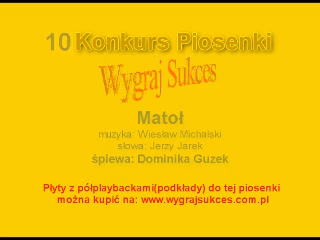 10 Konkurs Piosenki
Wygraj Sukces
Matoł
muzyka: Wiesław Michalski
słowa: Jerzy Jarek
śpiewa: Dominika Guzek
Płyty z półplaybackami(podkłady) do tej piosenki
można kupić na: www.wygrajsukces.com.pl